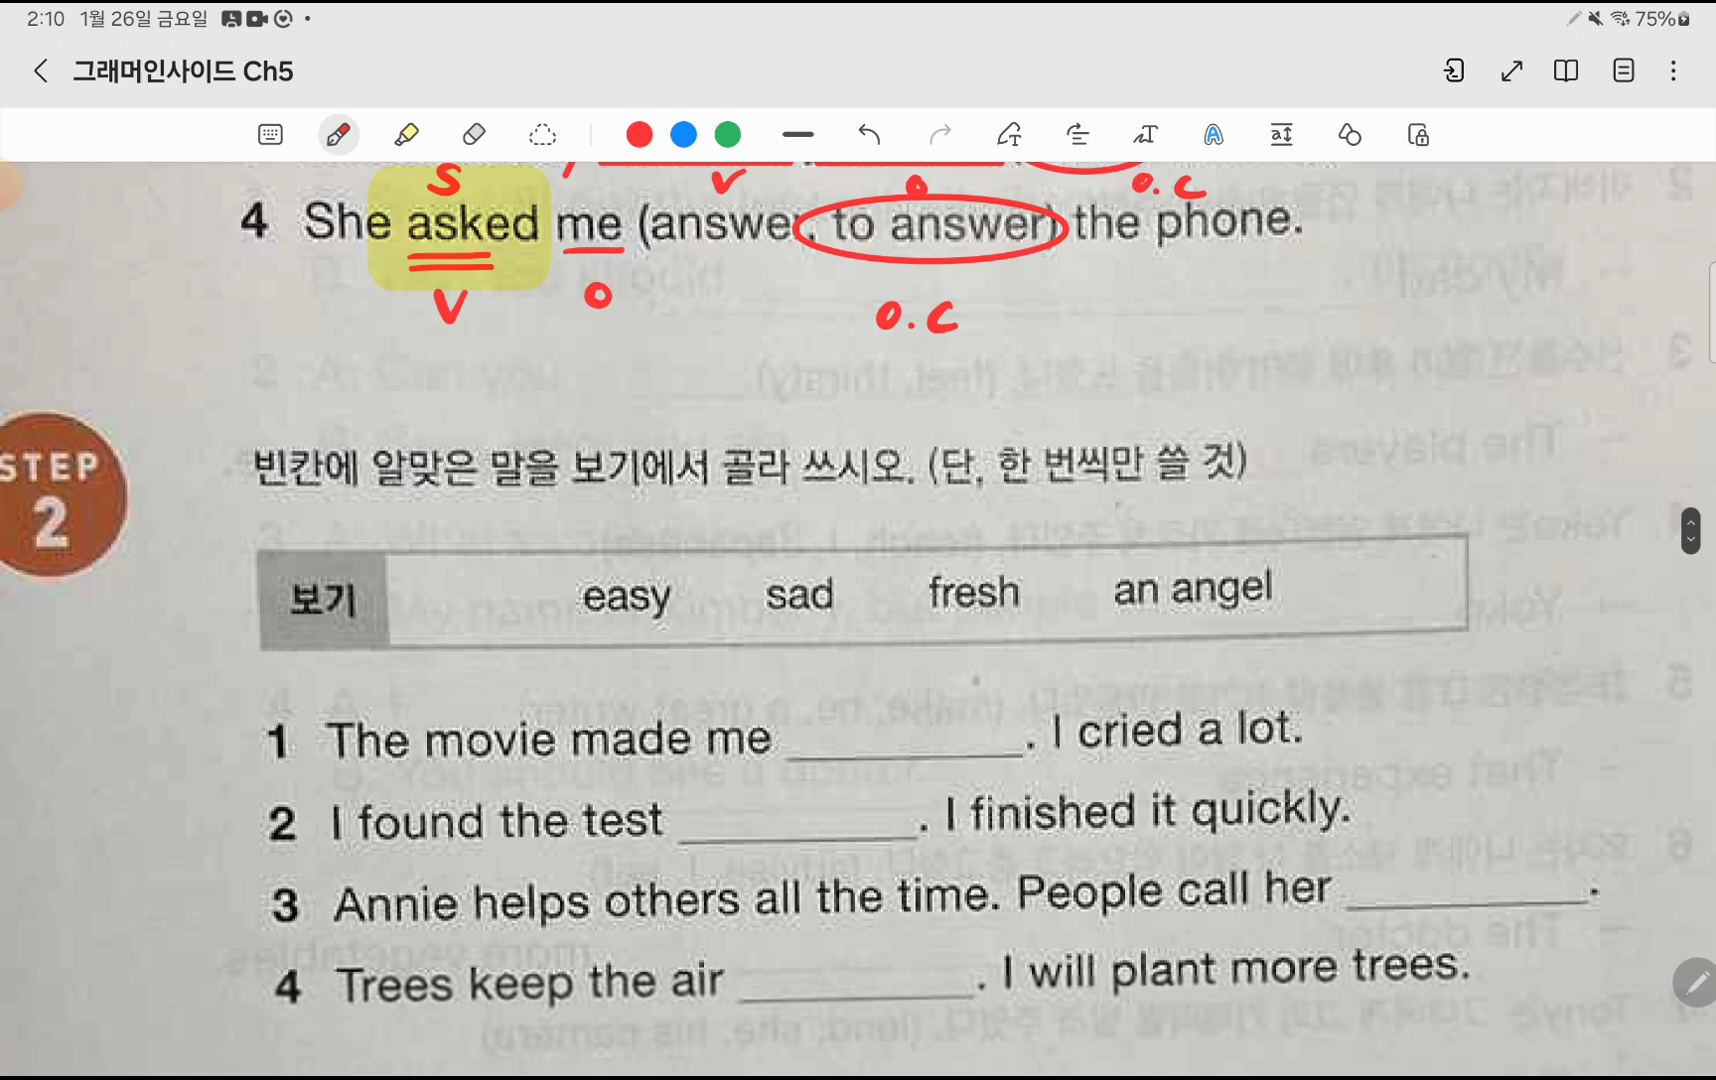 2:10 1월 26일 금요일
75%
그래머인사이드 Ch5
S
V
O
O.C
4 She asked me (answer, to answer) the phone.
V
O
O.C
STEP 2
빈칸에 알맞은 말을 보기에서 골라 쓰시오. (단, 한 번씩만 쓸 것)
보기 easy sad fresh an angel
1 The movie made me ________. I cried a lot.
2 I found the test ________. I finished it quickly.
3 Annie helps others all the time. People call her ________.
4 Trees keep the air ________. I will plant more trees.